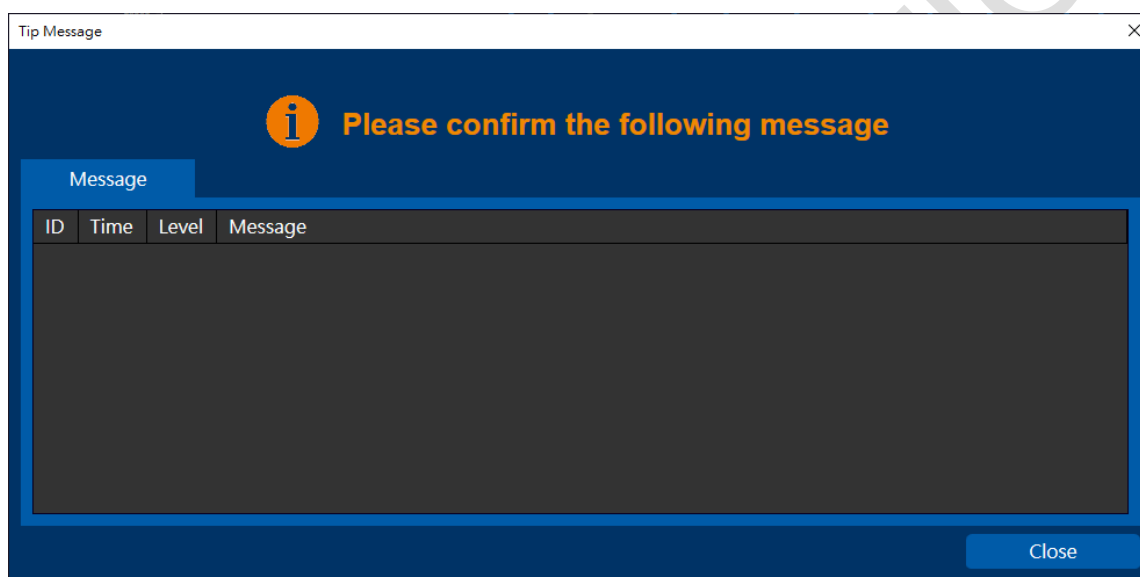 Tip Message
Please confirm the following message
Message
ID Time Level Message
Close